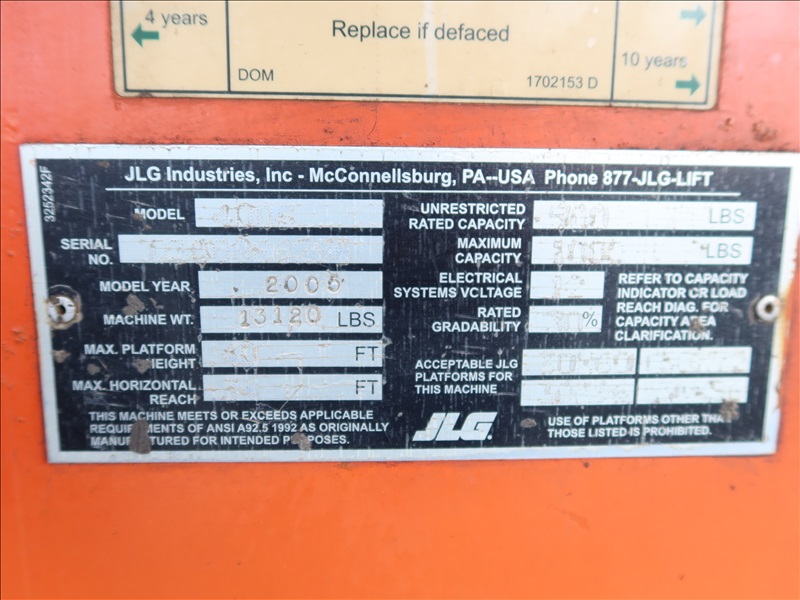 4 years
Replace if defaced
10 years
DOM
1702153 D
3252342F
JLG Industries, Inc - McConnellsburg, PA--USA Phone 877-JLG-LIFT
MODEL
SERIAL
NO.
MODEL YEAR 2005
MACHINE WT. 13120 LBS
MAX. PLATFORM
HEIGHT FT
MAX. HORIZONTAL
REACH FT
THIS MACHINE MEETS OR EXCEEDS APPLICABLE
REQUIREMENTS OF ANSI A92.5 1992 AS ORIGINALLY
MANUFACTURED FOR INTENDED PURPOSES.
UNRESTRICTED
RATED CAPACITY LBS
MAXIMUM
CAPACITY LBS
ELECTRICAL
SYSTEMS VOLTAGE
RATED
GRADABILITY %
REFER TO CAPACITY
INDICATOR OR LOAD
REACH DIAG. FOR
CAPACITY AREA
CLARIFICATION.
ACCEPTABLE JLG
PLATFORMS FOR
THIS MACHINE
JLG
USE OF PLATFORMS OTHER THAN
THOSE LISTED IS PROHIBITED.